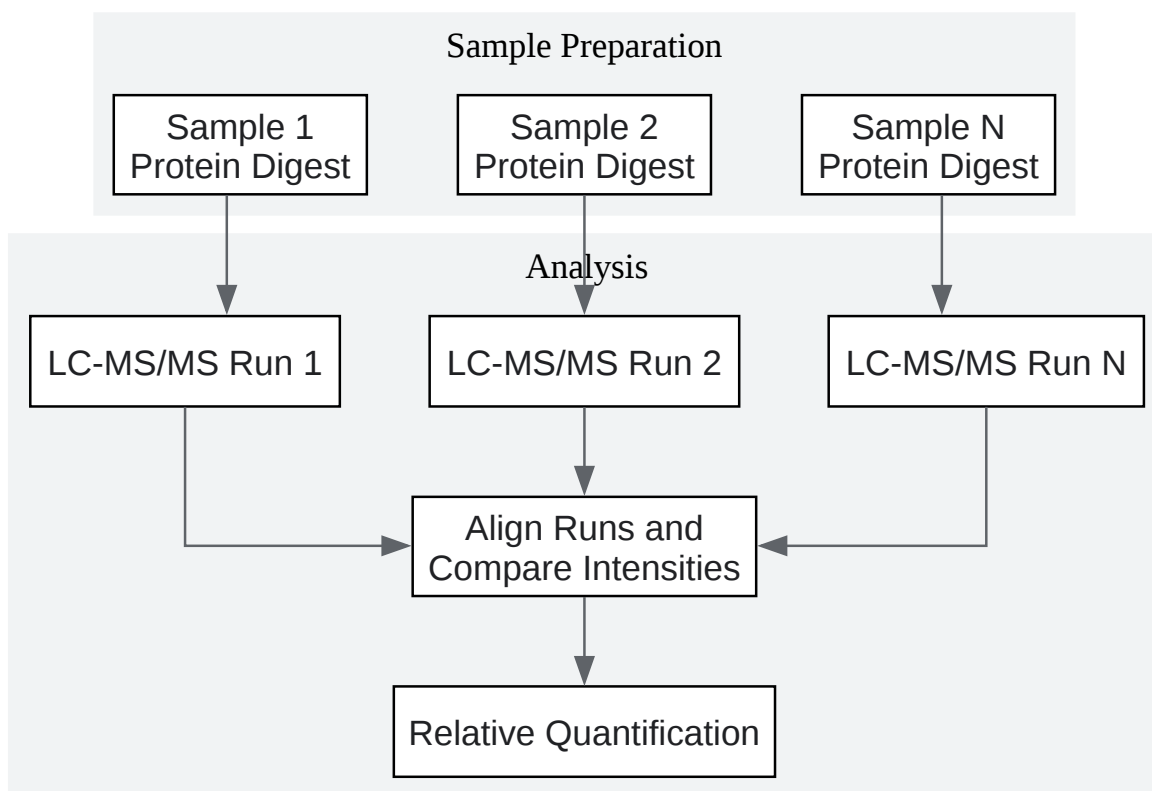 Sample Preparation
Sample 1
Protein Digest
Sample 2
Protein Digest
Sample N
Protein Digest
Analysis
LC-MS/MS Run 1
LC-MS/MS Run 2
LC-MS/MS Run N
Align Runs and
Compare Intensities
Relative Quantification